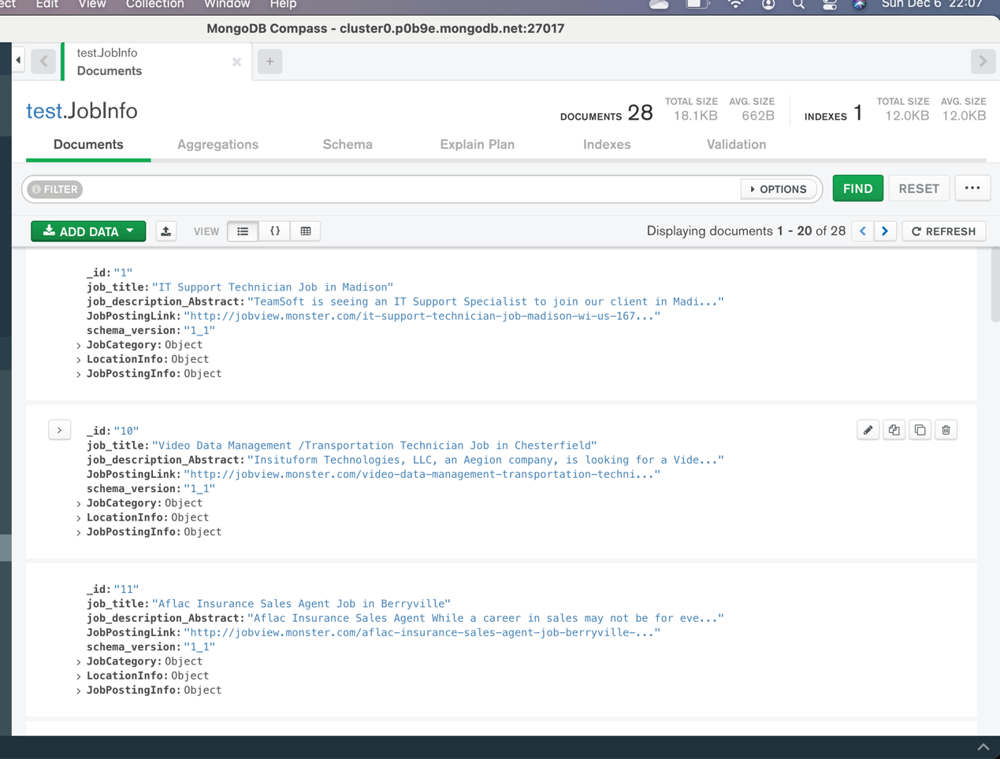 Edit View Collection Window Help Sun Dec 6 22:07
MongoDB Compass - cluster0.p0b9e.mongodb.net:27017
test.JobInfo
Documents
test.JobInfo
DOCUMENTS 28 TOTAL SIZE 18.1KB AVG. SIZE 662B INDEXES 1 TOTAL SIZE 12.0KB AVG. SIZE 12.0KB
Documents Aggregations Schema Explain Plan Indexes Validation
FILTER OPTIONS FIND RESET ...
ADD DATA VIEW {} Displaying documents 1 - 20 of 28 REFRESH
_id: "1"
job_title: "IT Support Technician Job in Madison"
job_description_Abstract: "TeamSoft is seeing an IT Support Specialist to join our client in Madi..."
JobPostingLink: "http://jobview.monster.com/it-support-technician-job-madison-wi-us-167..."
schema_version: "1_1"
> JobCategory: Object
> LocationInfo: Object
> JobPostingInfo: Object
_id: "10"
job_title: "Video Data Management /Transportation Technician Job in Chesterfield"
job_description_Abstract: "Insituform Technologies, LLC, an Aegion company, is looking for a Vide..."
JobPostingLink: "http://jobview.monster.com/video-data-management-transportation-techni..."
schema_version: "1_1"
> JobCategory: Object
> LocationInfo: Object
> JobPostingInfo: Object
_id: "11"
job_title: "Aflac Insurance Sales Agent Job in Berryville"
job_description_Abstract: "Aflac Insurance Sales Agent While a career in sales may not be for eve..."
JobPostingLink: "http://jobview.monster.com/aflac-insurance-sales-agent-job-berryville-..."
schema_version: "1_1"
> JobCategory: Object
> LocationInfo: Object
> JobPostingInfo: Object